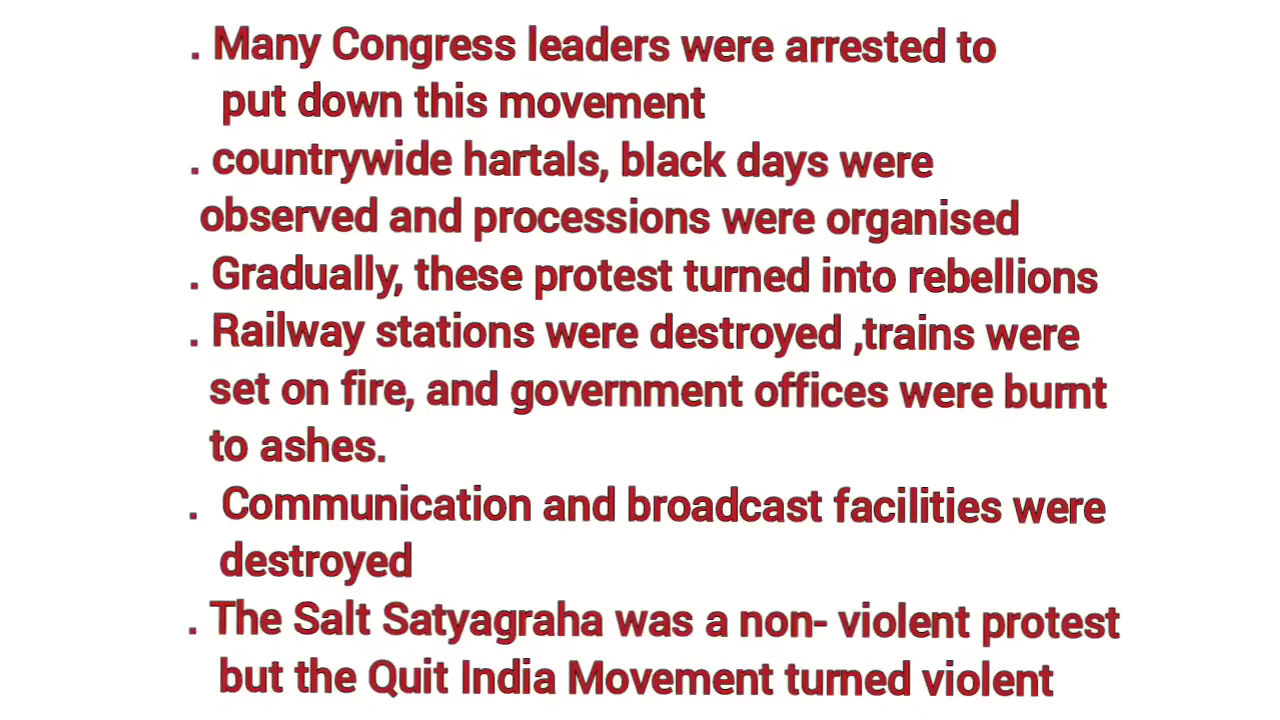 . Many Congress leaders were arrested to
put down this movement
. countrywide hartals, black days were
observed and processions were organised
. Gradually, these protest turned into rebellions
. Railway stations were destroyed ,trains were
set on fire, and government offices were burnt
to ashes.
. Communication and broadcast facilities were
destroyed
. The Salt Satyagraha was a non- violent protest
but the Quit India Movement turned violent